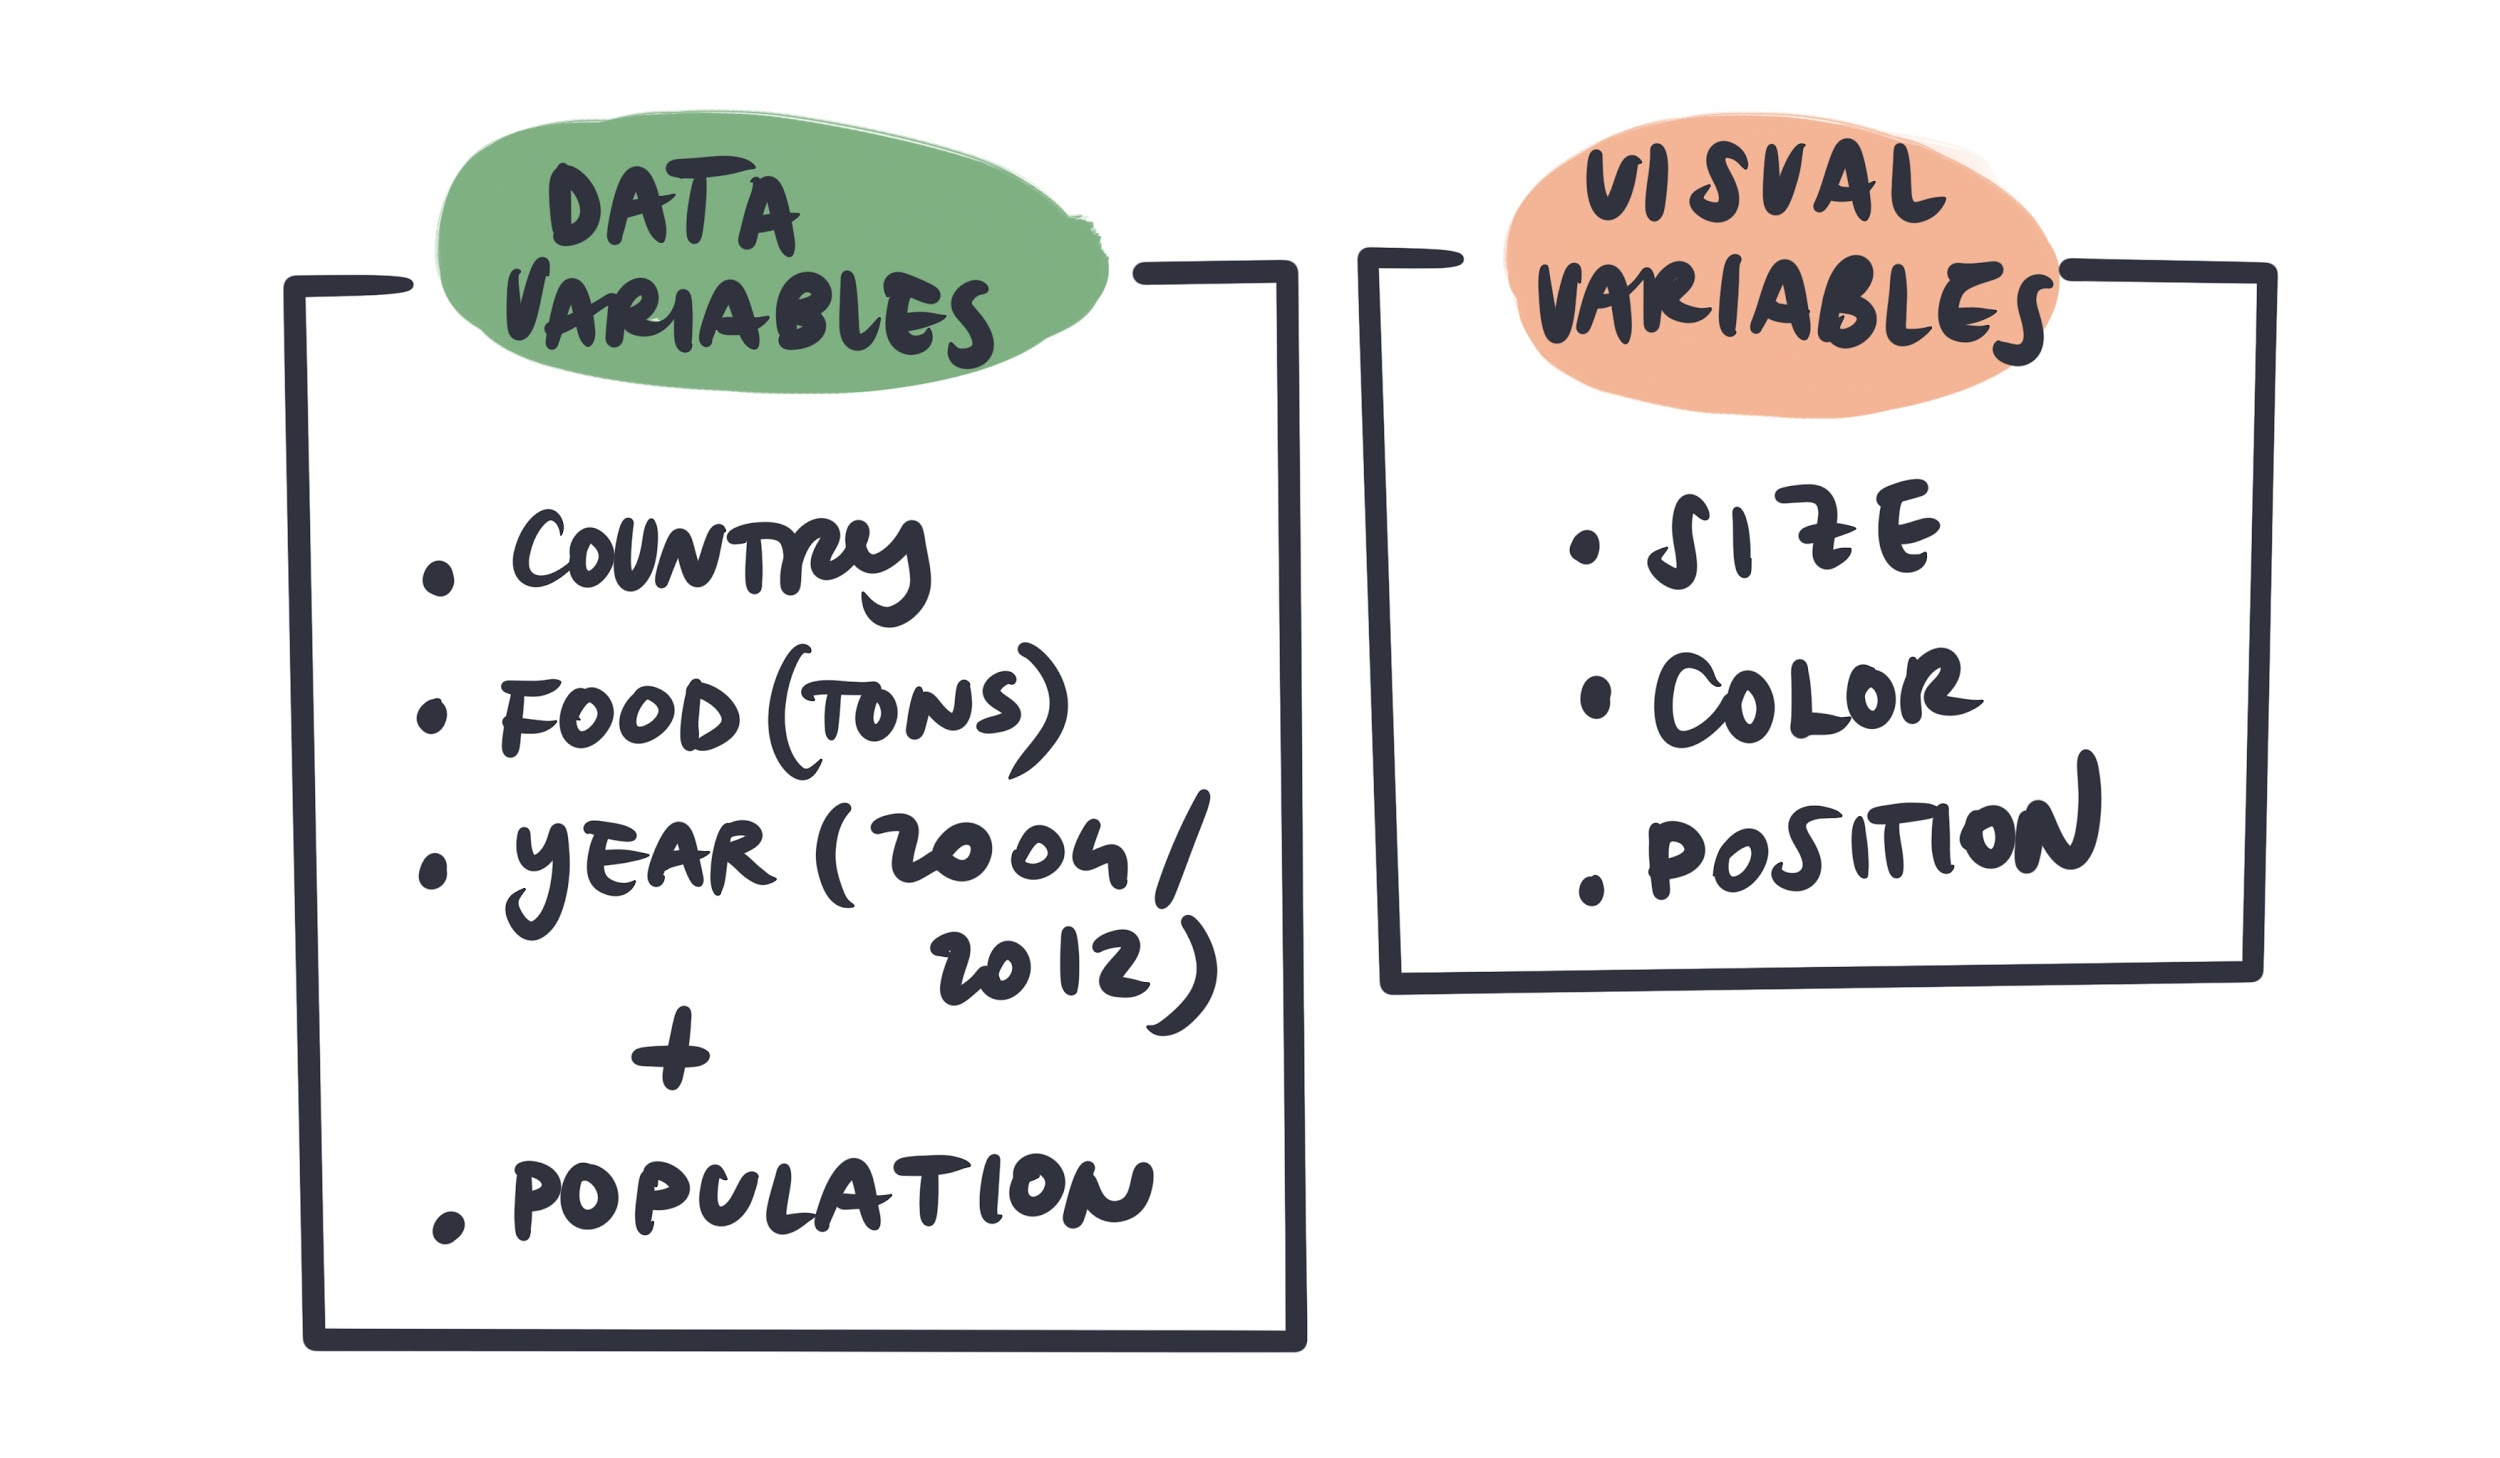 DATA
VARIABLES
• COUNTRY
• FOOD (TONS)
• YEAR (2004/
2012)
+
• POPULATION
VISUAL
VARIABLES
• SIZE
• COLOR
• POSITION